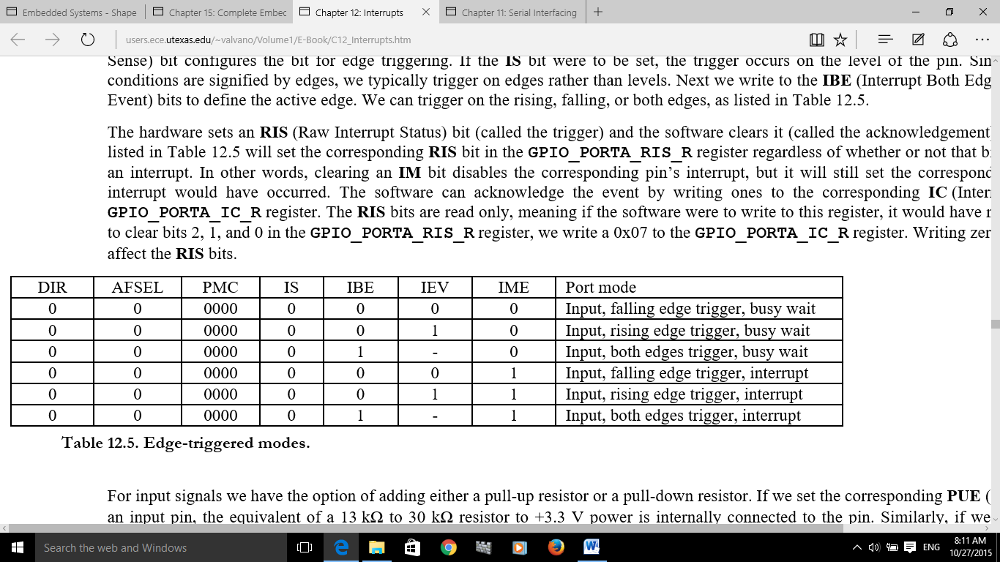 Embedded Systems - Shape
Chapter 15: Complete Embec
Chapter 12: Interrupts
Chapter 11: Serial Interfacing
users.ece.utexas.edu/~valvano/Volume1/E-Book/C12_Interrupts.htm
Sense) bit configures the bit for edge triggering. If the IS bit were to be set, the trigger occurs on the level of the pin. Sin
conditions are signified by edges, we typically trigger on edges rather than levels. Next we write to the IBE (Interrupt Both Edg
Event) bits to define the active edge. We can trigger on the rising, falling, or both edges, as listed in Table 12.5.
The hardware sets an RIS (Raw Interrupt Status) bit (called the trigger) and the software clears it (called the acknowledgement
listed in Table 12.5 will set the corresponding RIS bit in the GPIO_PORTA_RIS_R register regardless of whether or not that b
an interrupt. In other words, clearing an IM bit disables the corresponding pin’s interrupt, but it will still set the correspond
interrupt would have occurred. The software can acknowledge the event by writing ones to the corresponding IC (Inter
GPIO_PORTA_IC_R register. The RIS bits are read only, meaning if the software were to write to this register, it would have
to clear bits 2, 1, and 0 in the GPIO_PORTA_RIS_R register, we write a 0x07 to the GPIO_PORTA_IC_R register. Writing zer
affect the RIS bits.
DIR AFSEL PMC IS IBE IEV IME Port mode
0 0 0000 0 0 0 0 Input, falling edge trigger, busy wait
0 0 0000 0 0 1 0 Input, rising edge trigger, busy wait
0 0 0000 0 1 - 0 Input, both edges trigger, busy wait
0 0 0000 0 0 0 1 Input, falling edge trigger, interrupt
0 0 0000 0 0 1 1 Input, rising edge trigger, interrupt
0 0 0000 0 1 - 1 Input, both edges trigger, interrupt
Table 12.5. Edge-triggered modes.
For input signals we have the option of adding either a pull-up resistor or a pull-down resistor. If we set the corresponding PUE (
an input pin, the equivalent of a 13 kΩ to 30 kΩ resistor to +3.3 V power is internally connected to the pin. Similarly, if we
Search the web and Windows
ENG
8:11 AM
10/27/2015